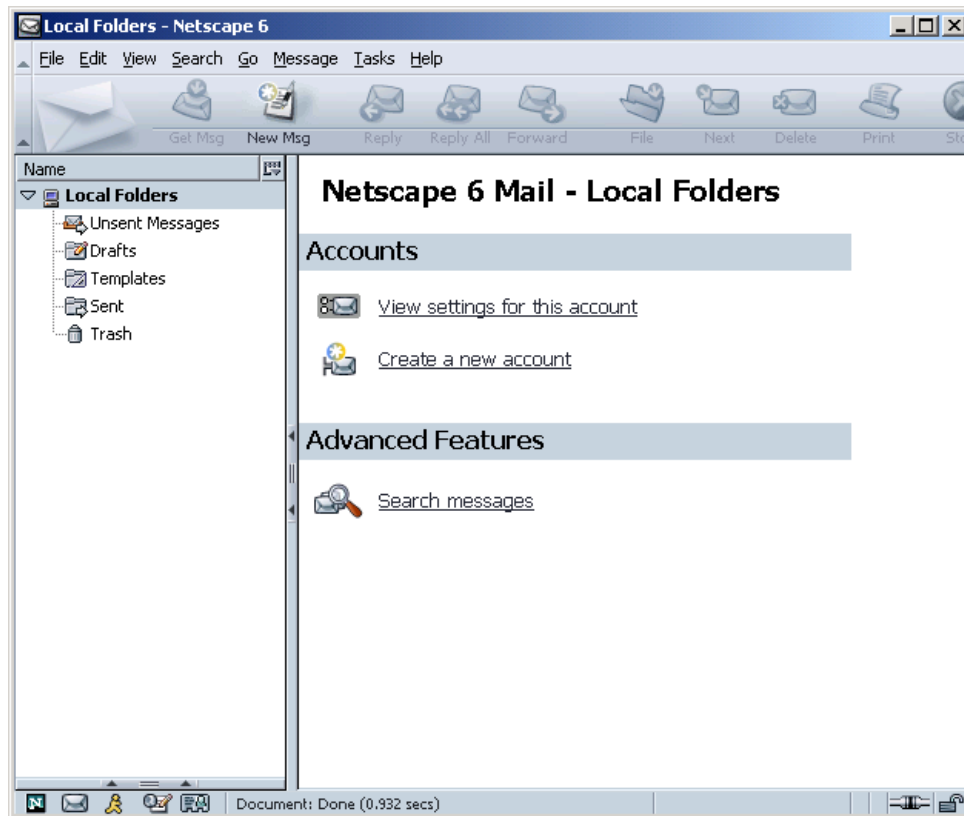 Local Folders - Netscape 6
File Edit View Search Go Message Tasks Help
Get Msg New Msg Reply Reply All Forward File Next Delete Print
Name
Local Folders
Unsent Messages
Drafts
Templates
Sent
Trash
Netscape 6 Mail - Local Folders
Accounts
View settings for this account
Create a new account
Advanced Features
Search messages
N
Document: Done (0.932 secs)